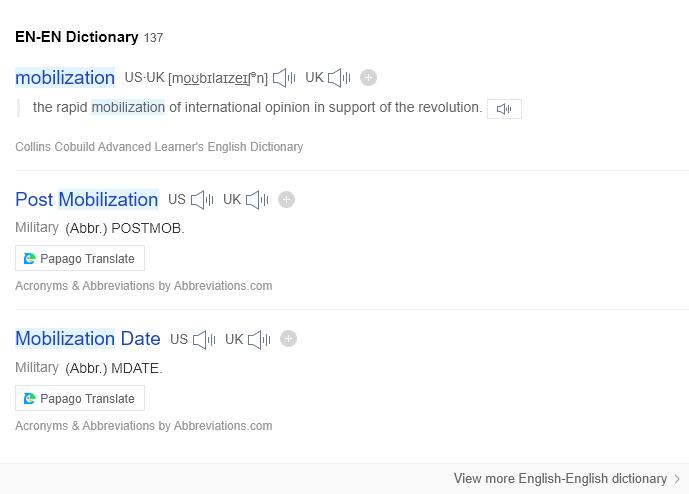 EN-EN Dictionary 137
mobilization US·UK [moʊbɪlaɪzeɪʃᵊn] UK
the rapid mobilization of international opinion in support of the revolution.
Collins Cobuild Advanced Learner's English Dictionary
Post Mobilization US UK
Military (Abbr.) POSTMOB.
Papago Translate
Acronyms & Abbreviations by Abbreviations.com
Mobilization Date US UK
Military (Abbr.) MDATE.
Papago Translate
Acronyms & Abbreviations by Abbreviations.com
View more English-English dictionary